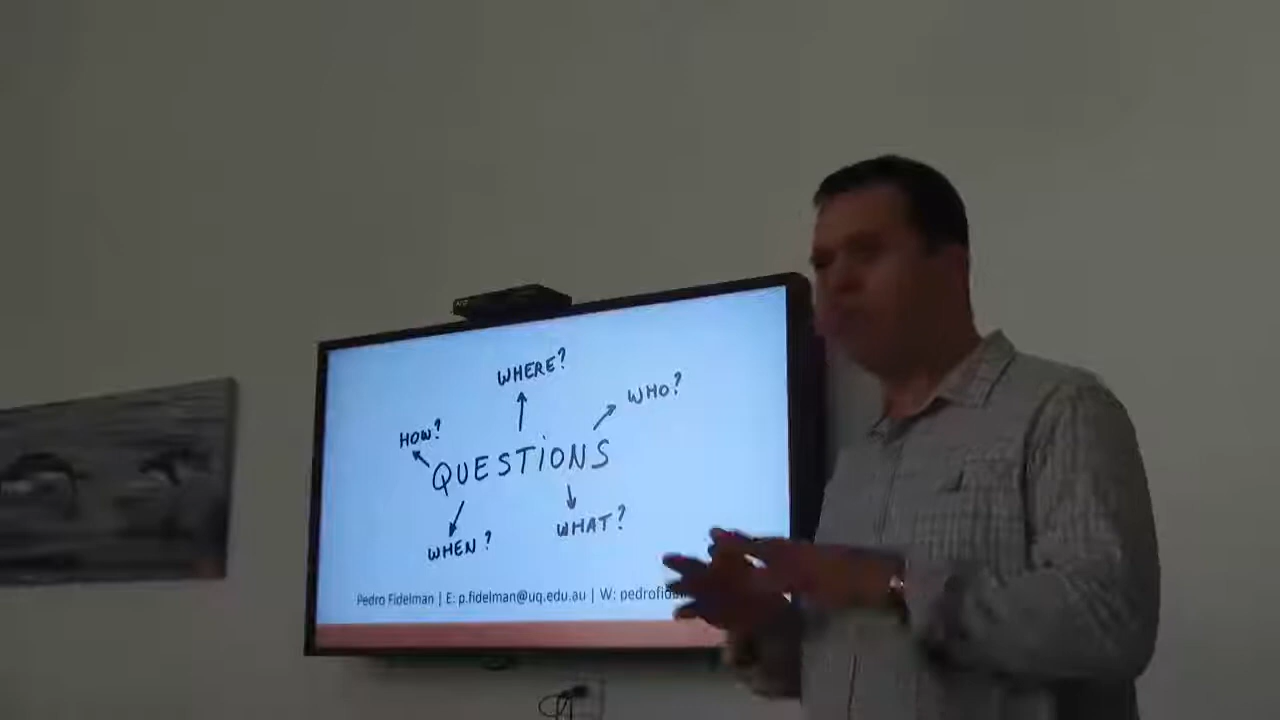 WHERE?
WHO?
HOW?
QUESTIONS
WHAT?
WHEN?
Pedro Fidelman | E: p.fidelman@uq.edu.au | W: